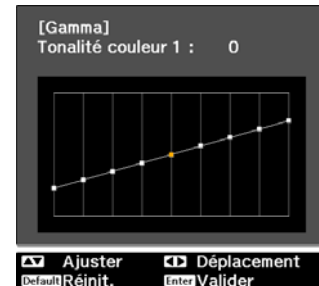 [Gamma]
Tonalité couleur 1 : 0
Ajuster Déplacement
Default Réinit. Enter Valider